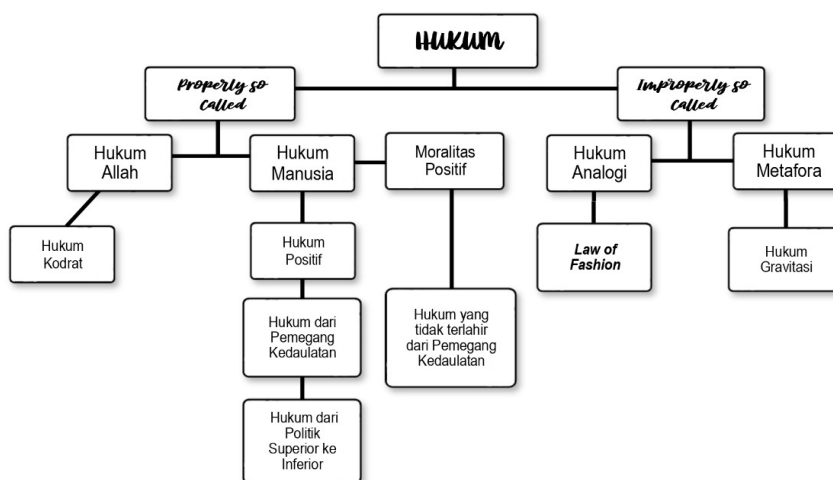 HUKUM
Properly so
called
Improperly so
called
Hukum
Allah
Hukum
Manusia
Moralitas
Positif
Hukum
Analogi
Hukum
Metafora
Hukum
Kodrat
Hukum
Positif
Law of
Fashion
Hukum
Gravitasi
Hukum dari
Pemegang
Kedaulatan
Hukum yang
tidak terlahir
dari Pemegang
Kedaulatan
Hukum dari
Politik
Superior ke
Inferior